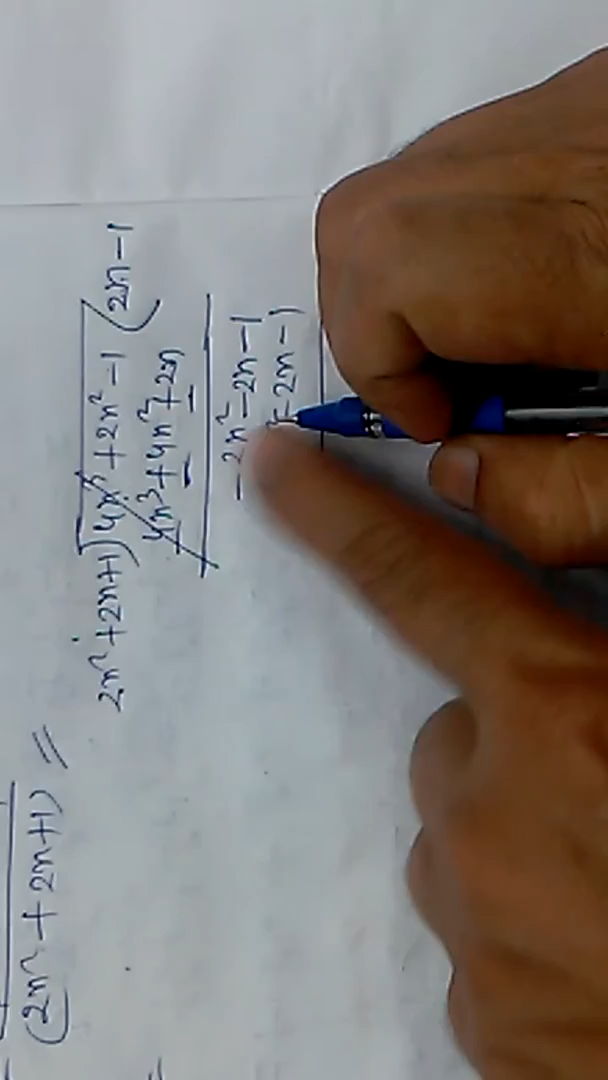 2n²+2n+1)4n³+2n²-1(2n-1
4n³+4n²+2n
- - -
-2n²-2n-1
-2n-1
(2n²+2n+1) =